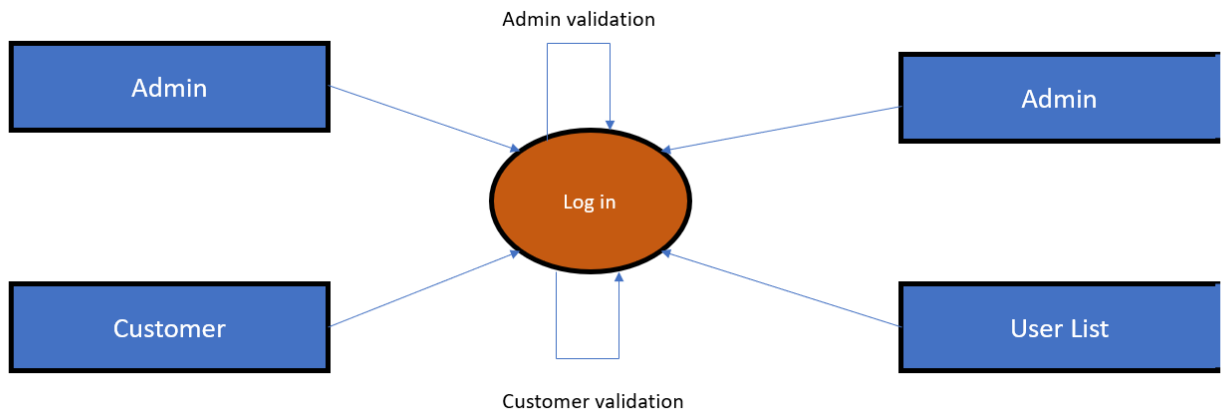 Admin validation
Admin
Admin
Log in
Customer
User List
Customer validation